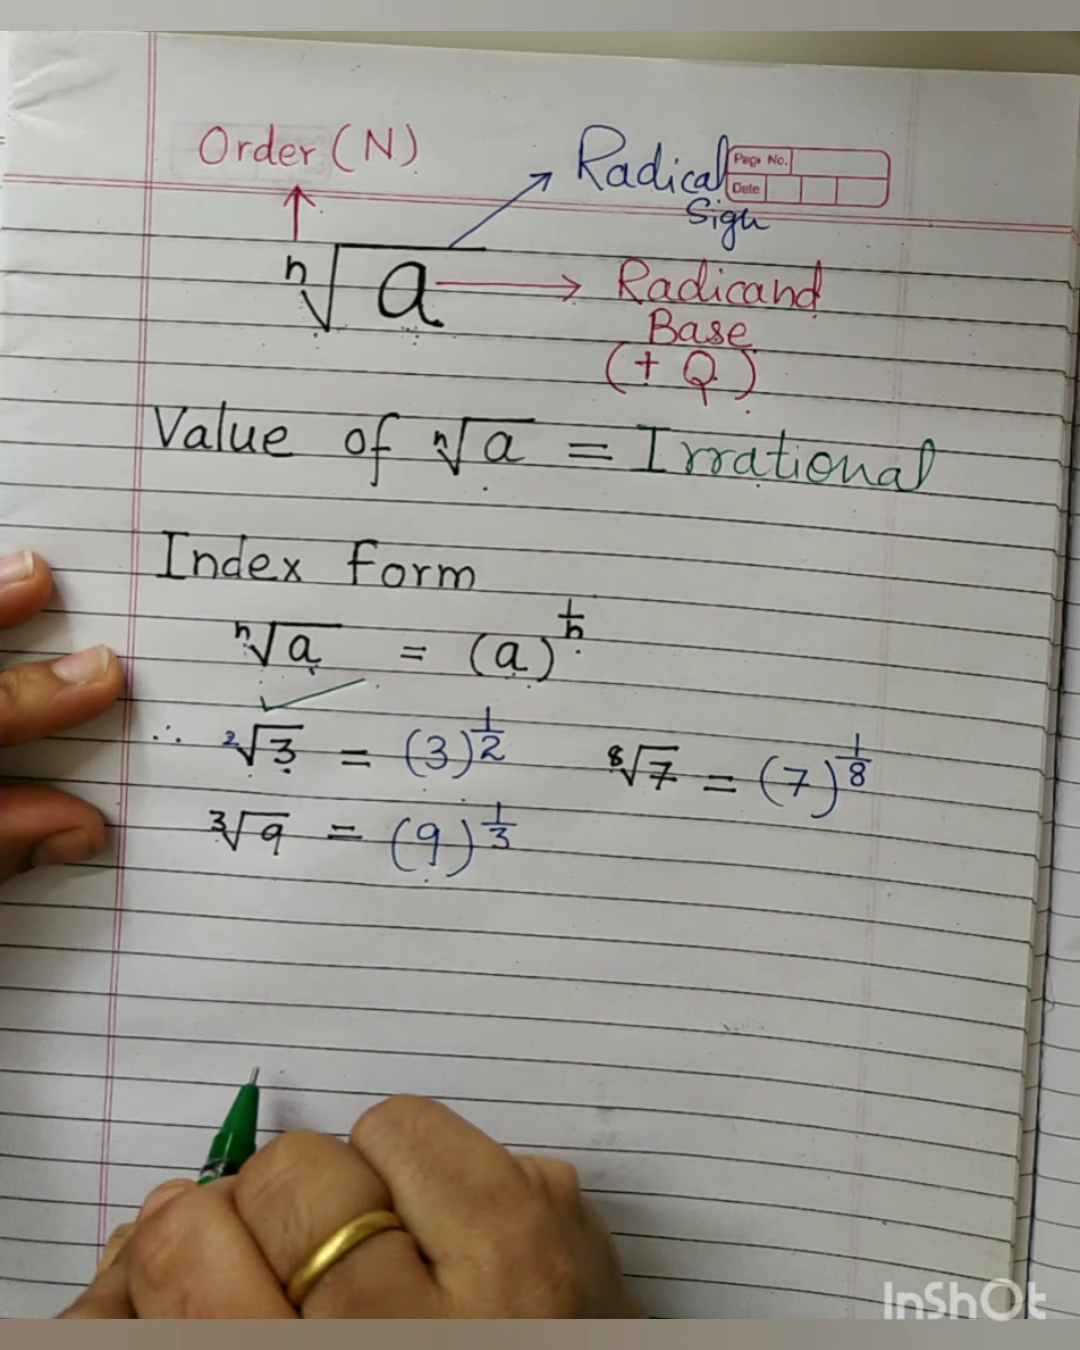 Order (N)
Radical
Sign
Page No.
Date
ⁿ√a
Radicand
Base
(+ Q)
Value of ⁿ√a = Irrational
Index Form
ⁿ√a = (a)^1/n
∴ ²√3 = (3)^1/2 ⁸√7 = (7)^1/8
³√9 = (9)^1/3
InShOt